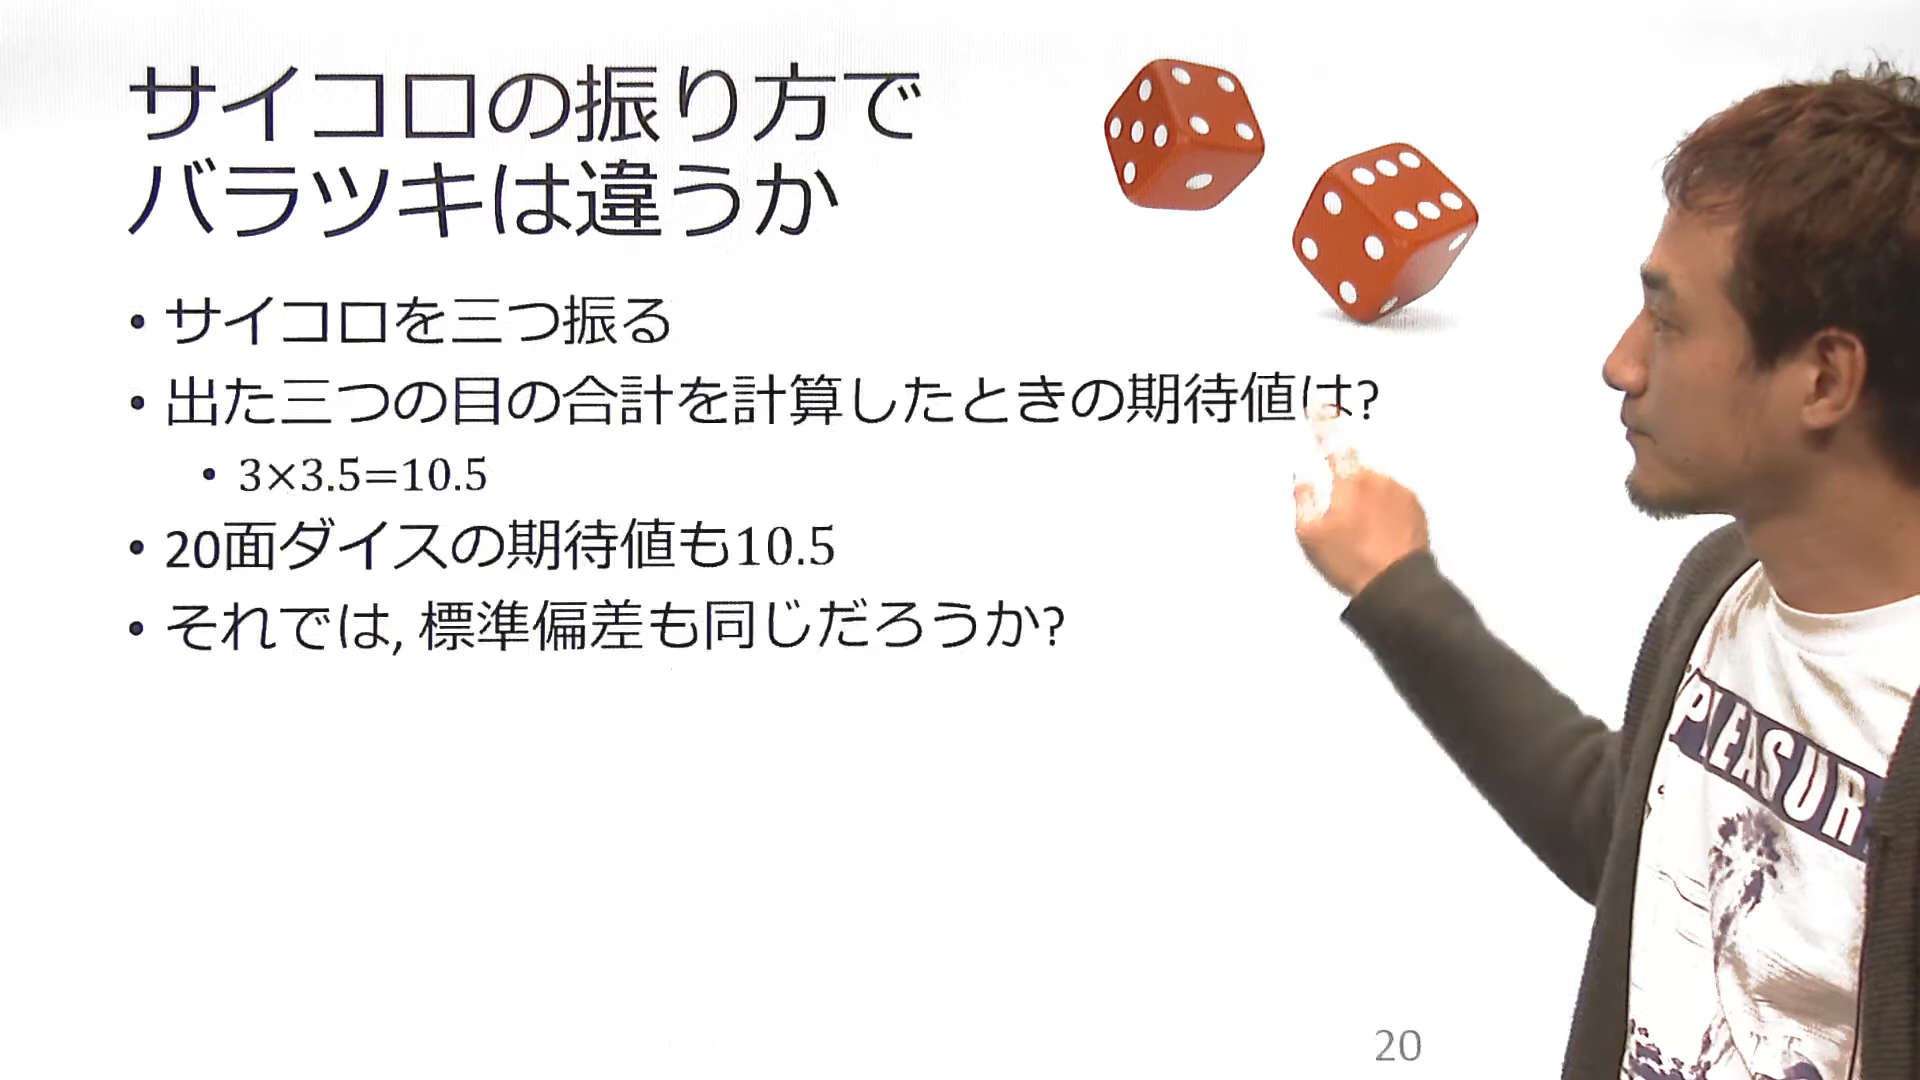 サイコロの振り方で
バラツキは違うか
• サイコロを三つ振る
• 出た三つの目の合計を計算したときの期待値は?
• 3×3.5=10.5
• 20面ダイスの期待値も10.5
• それでは, 標準偏差も同じだろうか?
PLEASUR
20